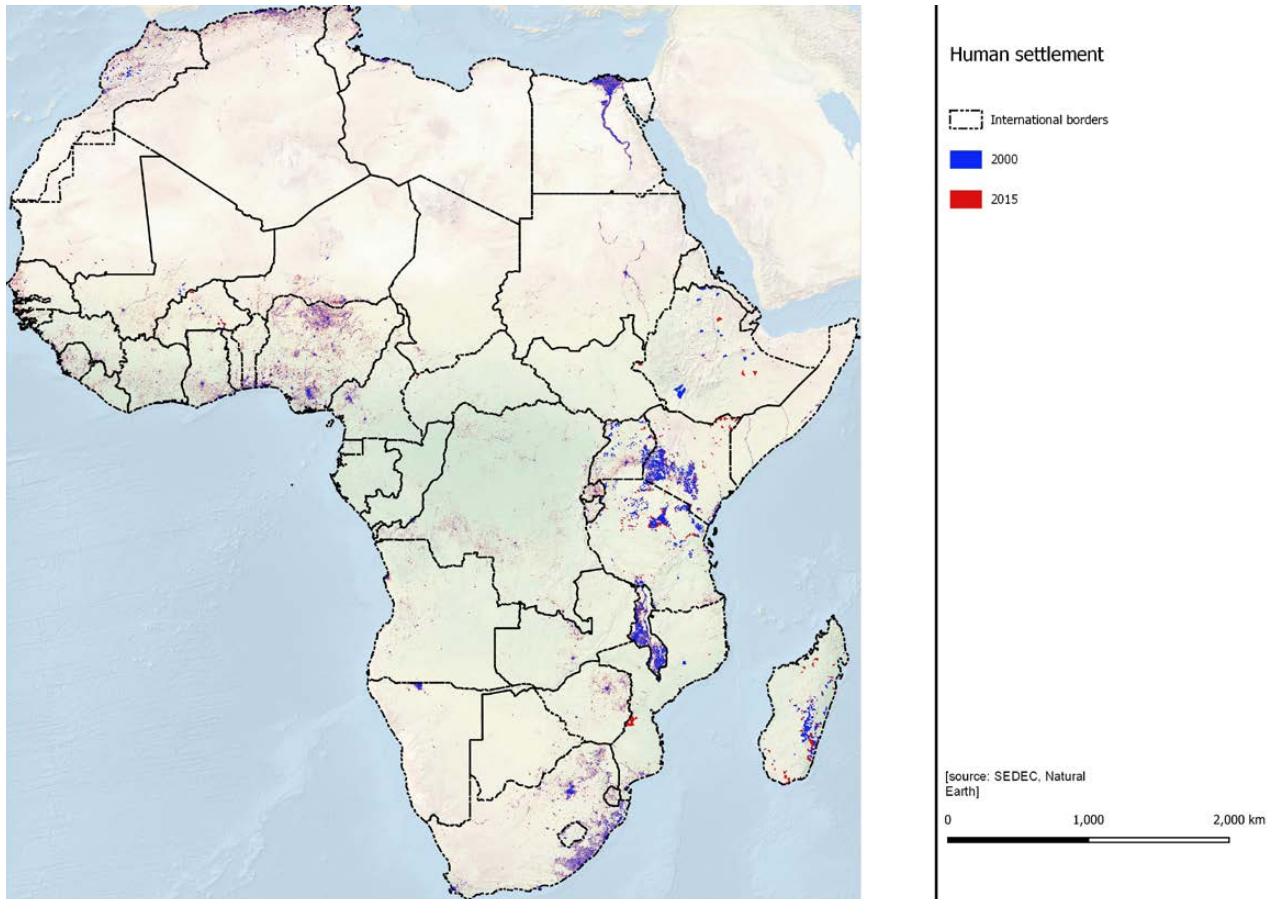 Human settlement
International borders
2000
2015
[source: SEDEC, Natural
Earth]
0 1,000 2,000 km